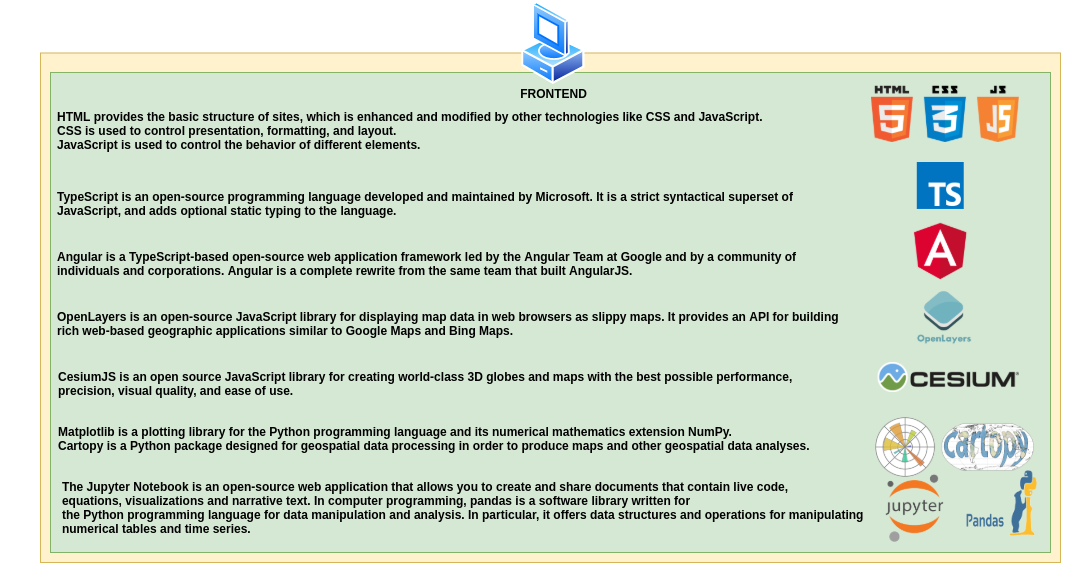 FRONTEND
HTML CSS JS
5 3 JS
HTML provides the basic structure of sites, which is enhanced and modified by other technologies like CSS and JavaScript.
CSS is used to control presentation, formatting, and layout.
JavaScript is used to control the behavior of different elements.
TS
TypeScript is an open-source programming language developed and maintained by Microsoft. It is a strict syntactical superset of
JavaScript, and adds optional static typing to the language.
A
Angular is a TypeScript-based open-source web application framework led by the Angular Team at Google and by a community of
individuals and corporations. Angular is a complete rewrite from the same team that built AngularJS.
OpenLayers is an open-source JavaScript library for displaying map data in web browsers as slippy maps. It provides an API for building
rich web-based geographic applications similar to Google Maps and Bing Maps.
OpenLayers
CesiumJS is an open source JavaScript library for creating world-class 3D globes and maps with the best possible performance,
precision, visual quality, and ease of use.
CESIUM
Matplotlib is a plotting library for the Python programming language and its numerical mathematics extension NumPy.
Cartopy is a Python package designed for geospatial data processing in order to produce maps and other geospatial data analyses.
cartopy
The Jupyter Notebook is an open-source web application that allows you to create and share documents that contain live code,
equations, visualizations and narrative text. In computer programming, pandas is a software library written for
the Python programming language for data manipulation and analysis. In particular, it offers data structures and operations for manipulating
numerical tables and time series.
jupyter
Pandas